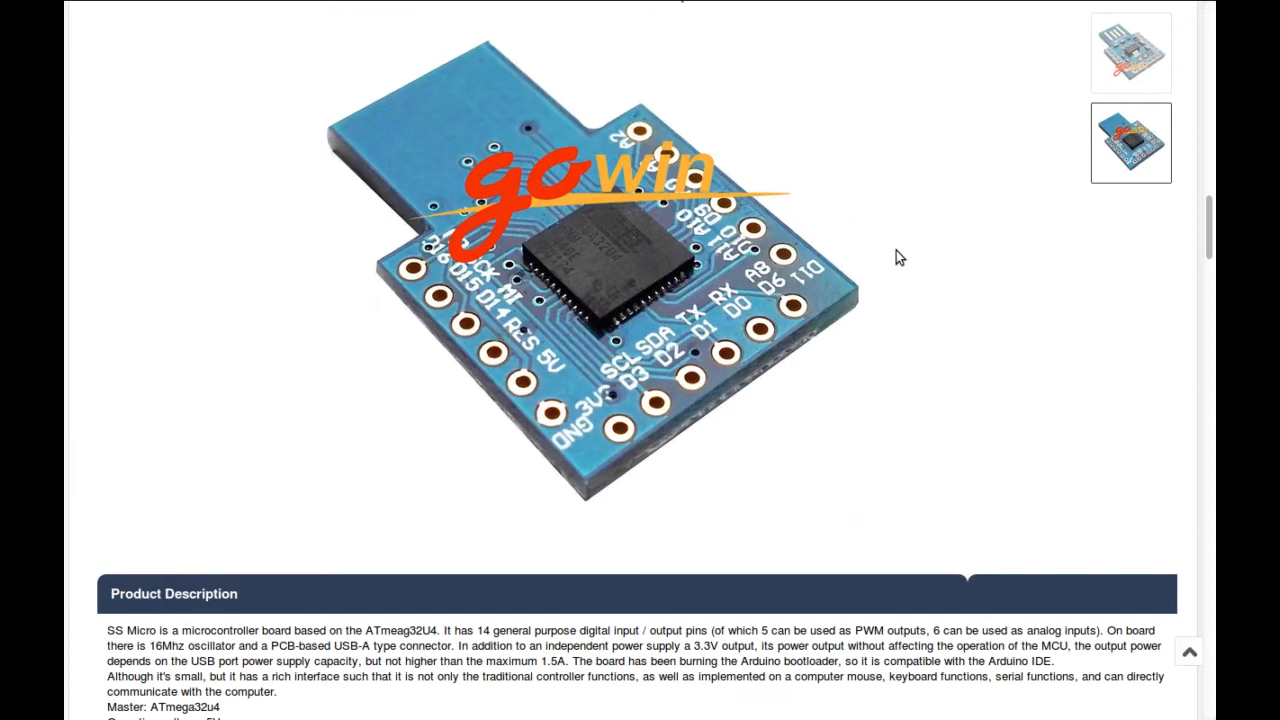 gowin
A2
D9
A10
D10
A11
D16
D15
D14
RES
5V
MI
SCL
SDA
TX
RX
A8
D11
3V3
D3
D2
D1
D0
D6
GND
32U4
Product Description
SS Micro is a microcontroller board based on the ATmeag32U4. It has 14 general purpose digital input / output pins (of which 5 can be used as PWM outputs, 6 can be used as analog inputs). On board
there is 16Mhz oscillator and a PCB-based USB-A type connector. In addition to an independent power supply a 3.3V output, its power output without affecting the operation of the MCU, the output power
depends on the USB port power supply capacity, but not higher than the maximum 1.5A. The board has been burning the Arduino bootloader, so it is compatible with the Arduino IDE.
Although it's small, but it has a rich interface such that it is not only the traditional controller functions, as well as implemented on a computer mouse, keyboard functions, serial functions, and can directly
communicate with the computer.
Master: ATmega32u4